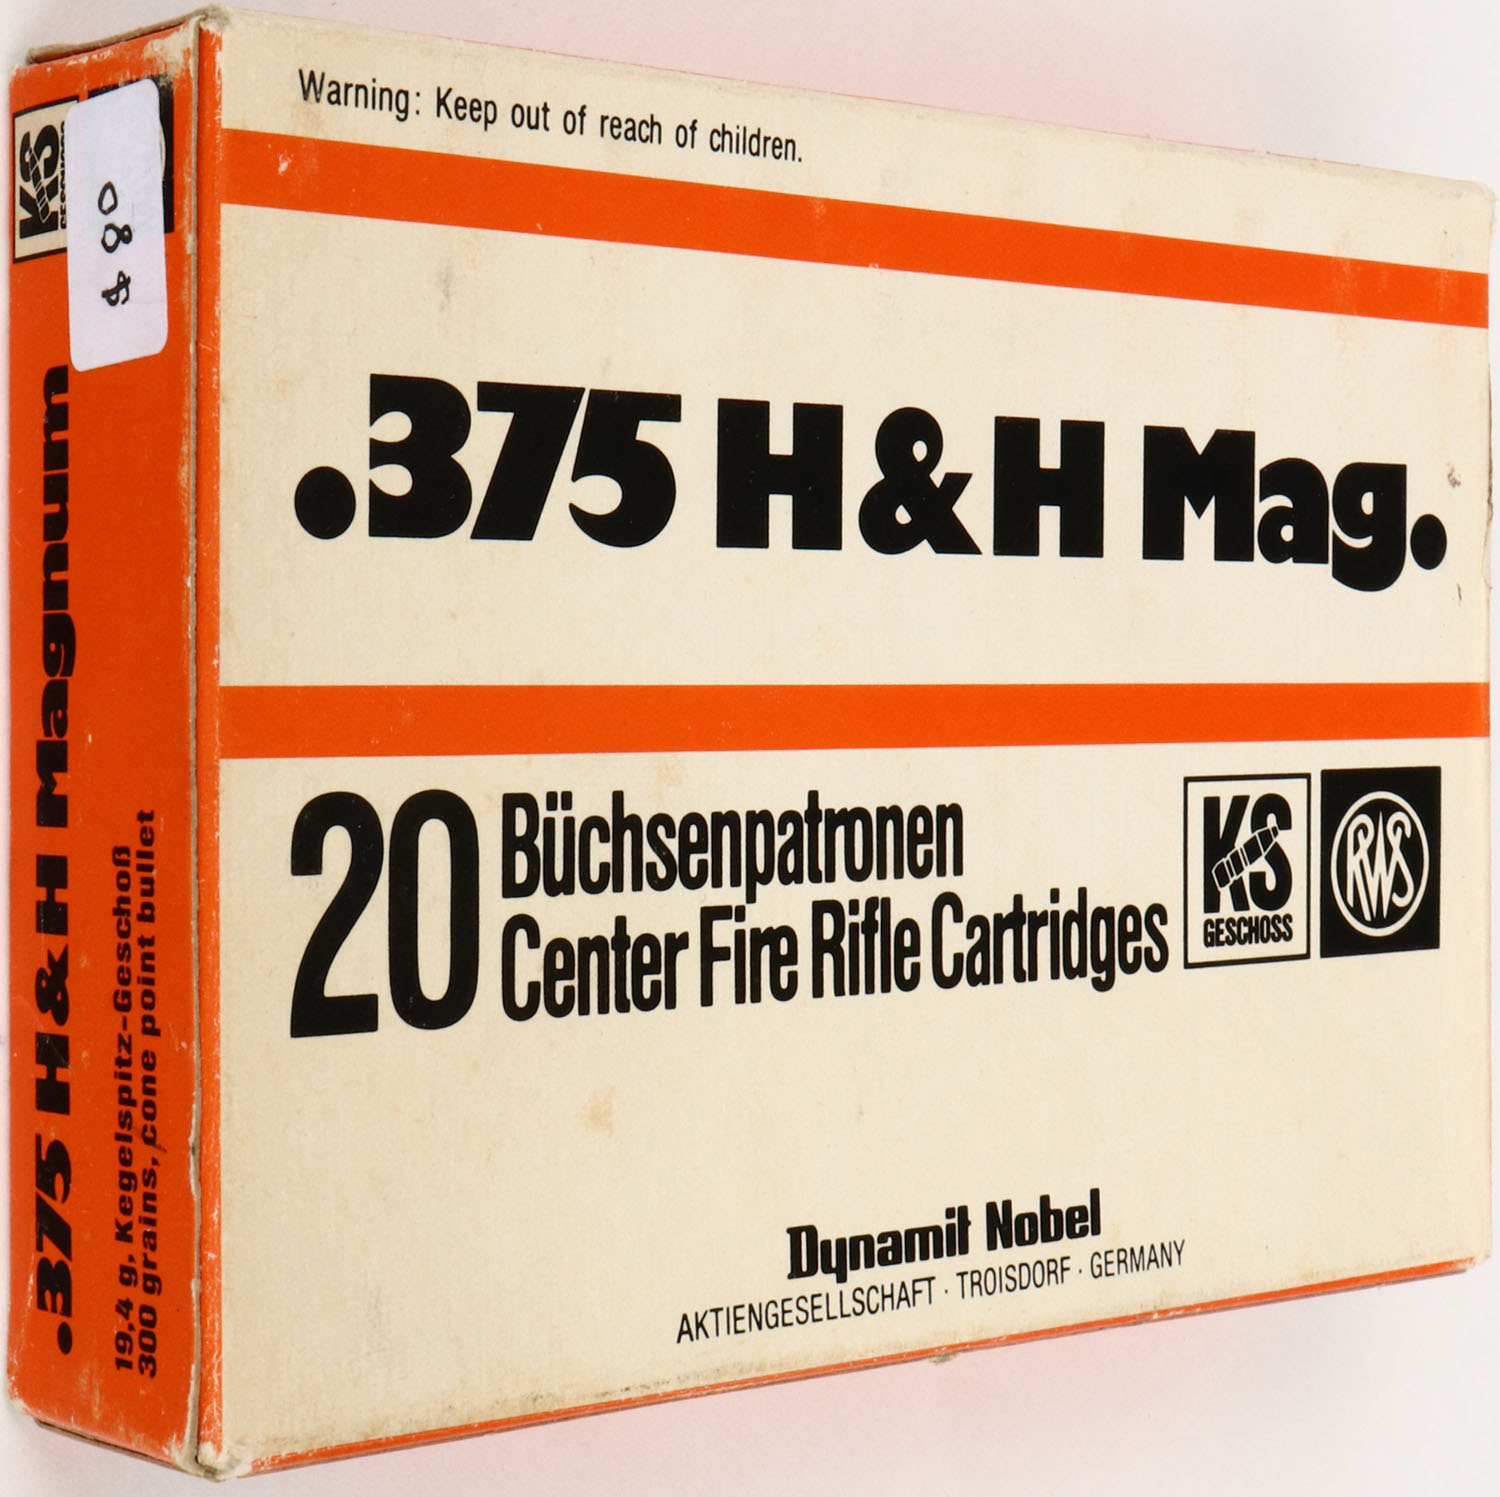 Warning: Keep out of reach of children.
.375 H&H Mag.
20 Büchsenpatronen
Center Fire Rifle Cartridges
KS
GESCHOSS
RWS
Dynamit Nobel
AKTIENGESELLSCHAFT · TROISDORF · GERMANY
.375 H&H Magnum
19,4 g, Kegelspitz-Geschoß
300 grains, cone point bullet
KS